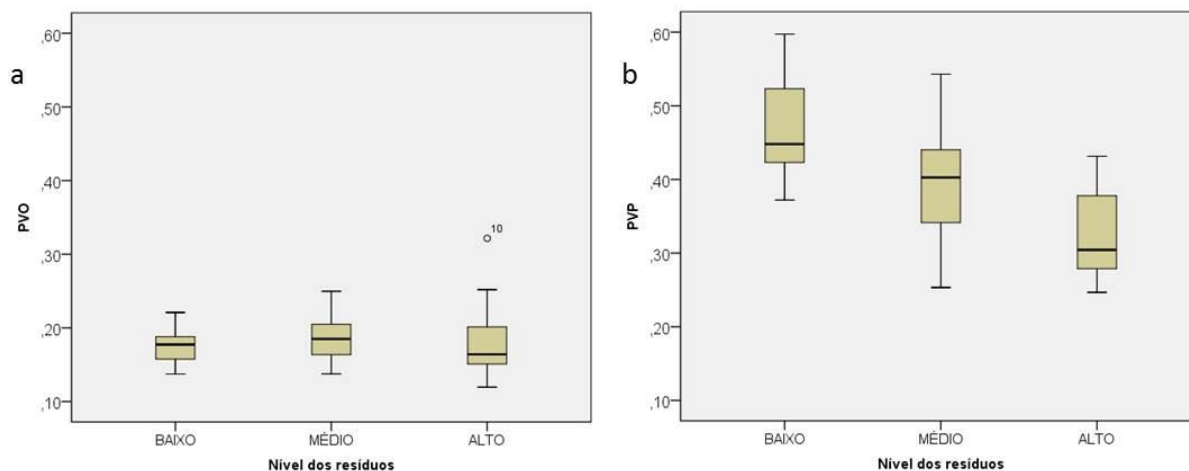 a
PVO
,60
,50
,40
,30
,20
,10
10
BAIXO MÉDIO ALTO
Nível dos resíduos
b
PVP
,60
,50
,40
,30
,20
,10
BAIXO MÉDIO ALTO
Nível dos resíduos